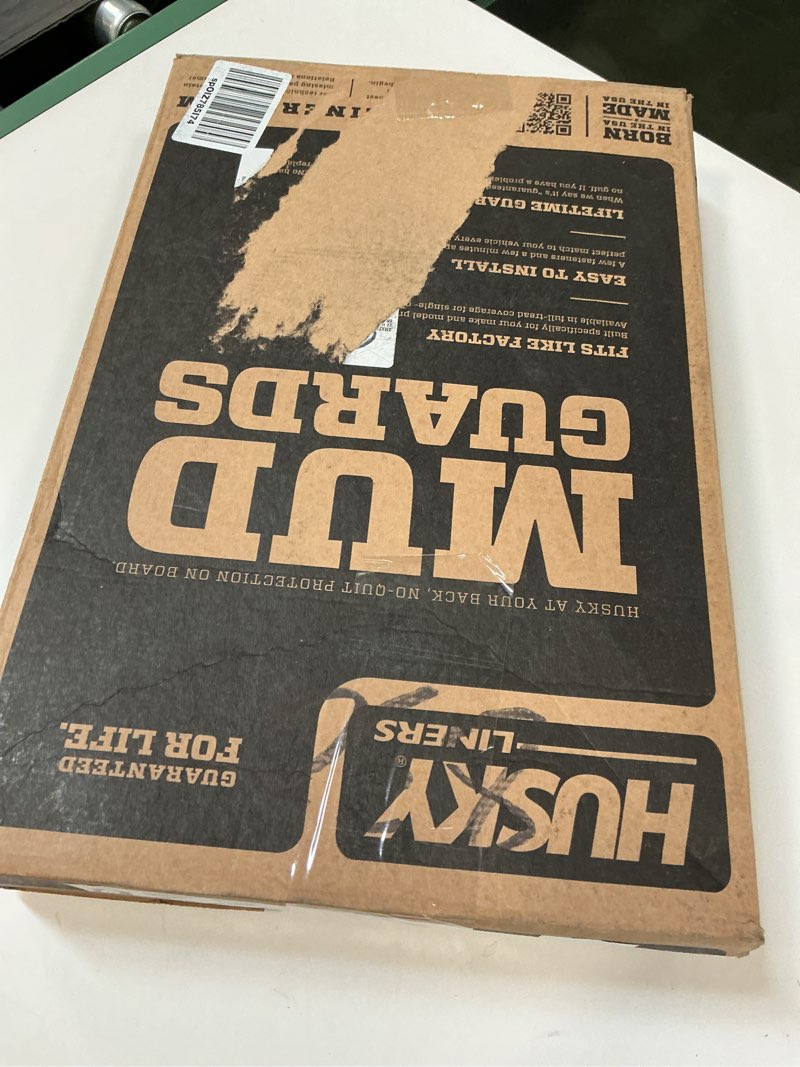 HUSKY®
LINERS
GUARANTEED
FOR LIFE.
HUSKY AT YOUR BACK, NO-QUIT PROTECTION ON BOARD.
MUD
GUARDS
FITS LIKE FACTORY
Built specifically for your make and model
Available in full-tread coverage for single-
EASY TO INSTALL
A few fasteners and a few minutes
perfect match to your vehicle every
LIFETIME GUAR
When we say it's "guaranteed
no guff. If you have a proble
BORN
IN THE USA
MADE
IN THE USA
spOlZ785I74